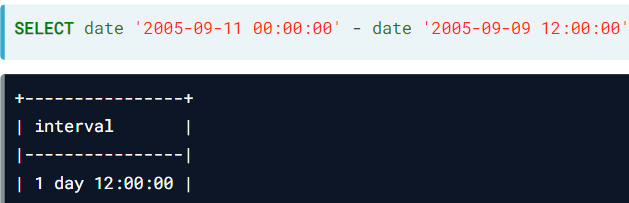 SELECT date '2005-09-11 00:00:00' - date '2005-09-09 12:00:00'
+----------------+
| interval       |
|----------------|
| 1 day 12:00:00 |